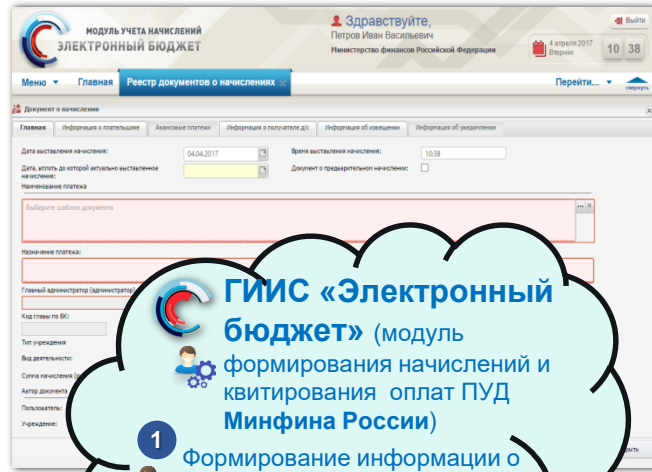 МОДУЛЬ УЧЕТА НАЧИСЛЕНИЙ
ЭЛЕКТРОННЫЙ БЮДЖЕТ
Здравствуйте,
Петров Иван Васильевич
Министерство финансов Российской Федерации
4 апреля 2017
Вторник
10 38
Выйти
Меню Главная Реестр документов о начислениях Перейти...
свернуть
Документ о начислении
Главная Информация о плательщике Авансовые платежи Информация о получателе д/с Информация об извещении Информация об уведомлении
Дата выставления начисления: 04.04.2017 Время выставления начисления: 10:38
Дата, вплоть до которой актуально выставленное начисление: Документ о предварительном начислении:
Наименование платежа
Выберите шаблон документа
Назначение платежа:
Главный администратор (администратор)
Код главы по БК:
Тип учреждения
Вид деятельности:
Сумма начисления
Автор документа
Пользователь:
Учреждение:
ГИИС «Электронный
бюджет» (модуль
формирования начислений и
квитирования оплат ПУД
Минфина России)
1
Формирование информации о